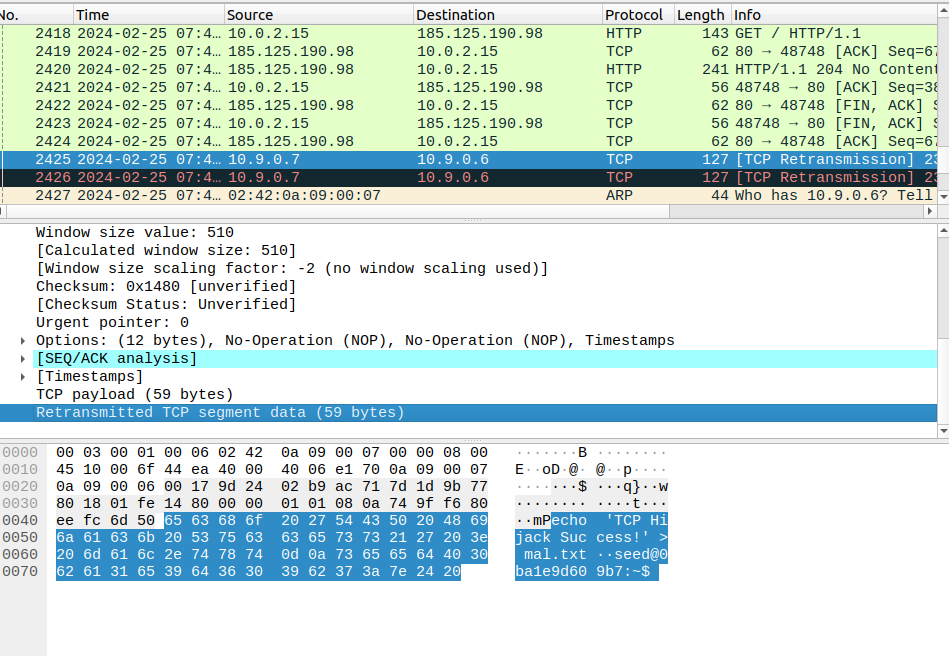 No. Time Source Destination Protocol Length Info
2418 2024-02-25 07:4… 10.0.2.15 185.125.190.98 HTTP 143 GET / HTTP/1.1
2419 2024-02-25 07:4… 185.125.190.98 10.0.2.15 TCP 62 80 → 48748 [ACK] Seq=67
2420 2024-02-25 07:4… 185.125.190.98 10.0.2.15 HTTP 241 HTTP/1.1 204 No Content
2421 2024-02-25 07:4… 10.0.2.15 185.125.190.98 TCP 56 48748 → 80 [ACK] Seq=38
2422 2024-02-25 07:4… 185.125.190.98 10.0.2.15 TCP 62 80 → 48748 [FIN, ACK] S
2423 2024-02-25 07:4… 10.0.2.15 185.125.190.98 TCP 56 48748 → 80 [FIN, ACK] S
2424 2024-02-25 07:4… 185.125.190.98 10.0.2.15 TCP 62 80 → 48748 [ACK] Seq=67
2425 2024-02-25 07:4… 10.9.0.7 10.9.0.6 TCP 127 [TCP Retransmission] 23
2426 2024-02-25 07:4… 10.9.0.7 10.9.0.6 TCP 127 [TCP Retransmission] 23
2427 2024-02-25 07:4… 02:42:0a:09:00:07 ARP 44 Who has 10.9.0.6? Tell
Window size value: 510
[Calculated window size: 510]
[Window size scaling factor: -2 (no window scaling used)]
Checksum: 0x1480 [unverified]
[Checksum Status: Unverified]
Urgent pointer: 0
Options: (12 bytes), No-Operation (NOP), No-Operation (NOP), Timestamps
[SEQ/ACK analysis]
[Timestamps]
TCP payload (59 bytes)
Retransmitted TCP segment data (59 bytes)
0000 00 03 00 01 00 06 02 42 0a 09 00 07 00 00 08 00 ·······B ········
0010 45 10 00 6f 44 ea 40 00 40 06 e1 70 0a 09 00 07 E··oD·@· @··p····
0020 0a 09 00 06 00 17 9d 24 02 b9 ac 71 7d 1d 9b 77 ·······$ ···q}··w
0030 80 18 01 fe 14 80 00 00 01 01 08 0a 74 9f f6 80 ········ ····t···
0040 ee fc 6d 50 65 63 68 6f 20 27 54 43 50 20 48 69 ··mPecho 'TCP Hi
0050 6a 61 63 6b 20 53 75 63 63 65 73 73 21 27 20 3e jack Suc cess!' >
0060 20 6d 61 6c 2e 74 78 74 0d 0a 73 65 65 64 40 30 mal.txt ··seed@0
0070 62 61 31 65 39 64 36 30 39 62 37 3a 7e 24 20 ba1e9d60 9b7:~$